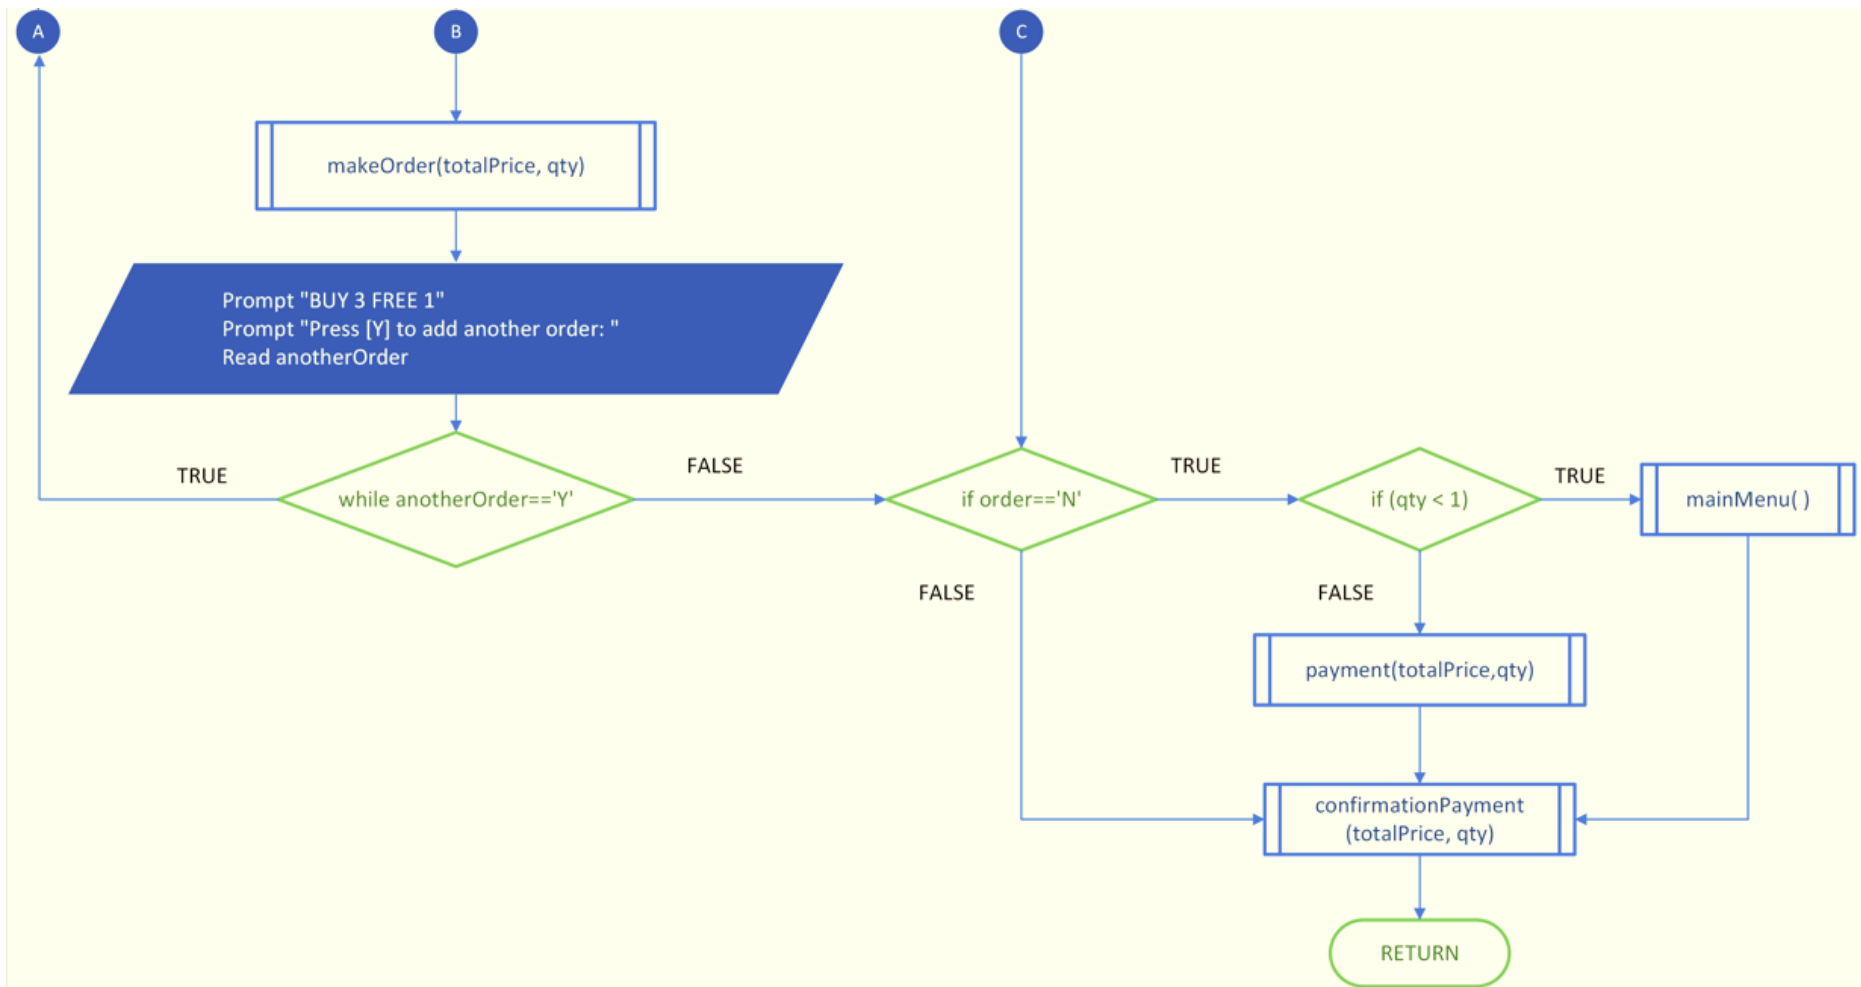 A
B
C
makeOrder(totalPrice, qty)
Prompt "BUY 3 FREE 1"
Prompt "Press [Y] to add another order: "
Read anotherOrder
TRUE
while anotherOrder=='Y'
FALSE
if order=='N'
TRUE
if (qty < 1)
TRUE
mainMenu( )
FALSE
FALSE
payment(totalPrice,qty)
confirmationPayment
(totalPrice, qty)
RETURN